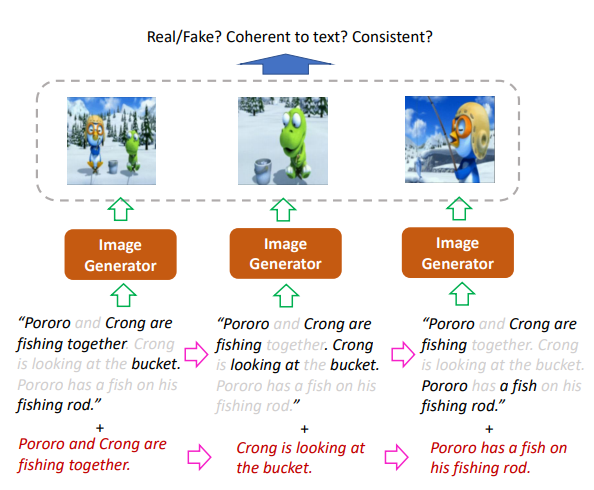 Real/Fake? Coherent to text? Consistent?
Image
Generator
Image
Generator
Image
Generator
“Pororo and Crong are
fishing together. Crong
is looking at the bucket.
Pororo has a fish on his
fishing rod.”
+
Pororo and Crong are
fishing together.
“Pororo and Crong are
fishing together. Crong
is looking at the bucket.
Pororo has a fish on his
fishing rod.”
+
Crong is looking at
the bucket.
“Pororo and Crong are
fishing together. Crong
is looking at the bucket.
Pororo has a fish on his
fishing rod.”
+
Pororo has a fish on
his fishing rod.